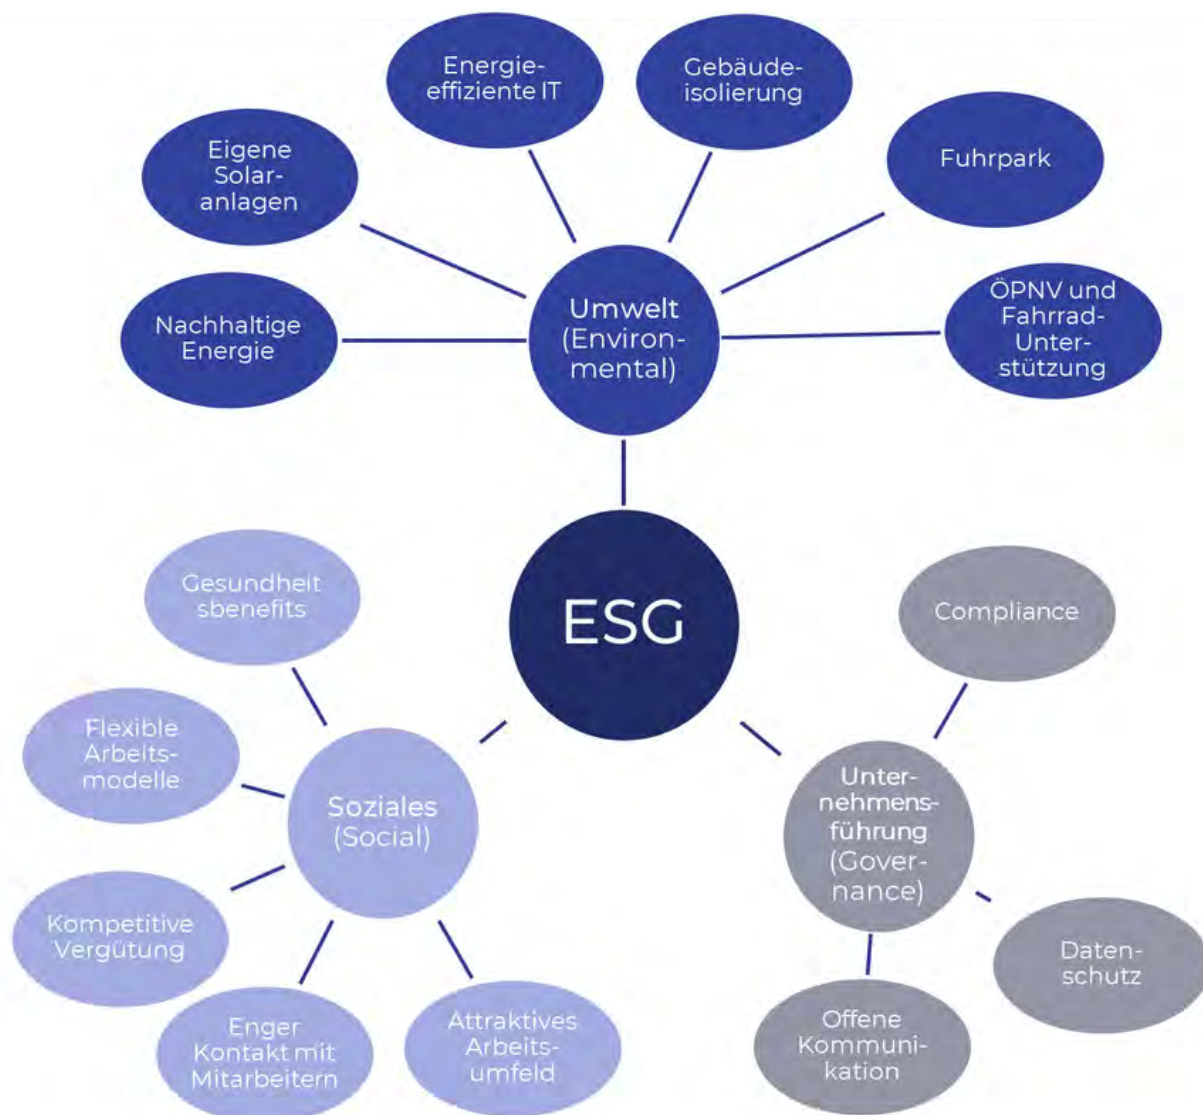 Energie-
effiziente IT
Gebäude-
isolierung
Eigene
Solar-
anlagen
Fuhrpark
Nachhaltige
Energie
Umwelt
(Environ-
mental)
ÖPNV und
Fahrrad-
Unter-
stützung
ESG
Gesundheit
sbenefits
Flexible
Arbeits-
modelle
Soziales
(Social)
Kompetitive
Vergütung
Enger
Kontakt mit
Mitarbeitern
Attraktives
Arbeits-
umfeld
Compliance
Unter-
nehmens-
führung
(Gover-
nance)
Daten-
schutz
Offene
Kommuni-
kation